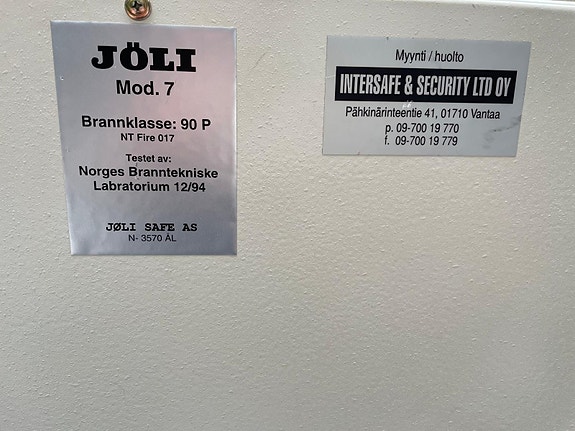 JÖLI
Mod. 7
Brannklasse: 90 P
NT Fire 017
Testet av:
Norges Branntekniske
Labratorium 12/94
JØLI SAFE AS
N- 3570 ÅL
Myynti / huolto
INTERSAFE & SECURITY LTD OY
Pähkinärinteentie 41, 01710 Vantaa
p. 09-700 19 770
f. 09-700 19 779